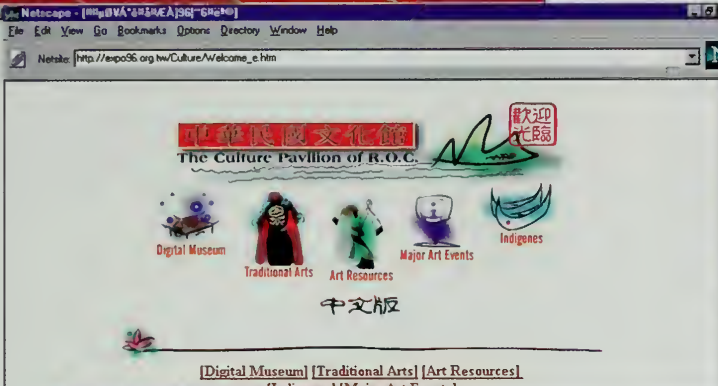 Netscape - [
File Edit View Go Bookmarks Options Directory Window Help
Netsite: http://expo96.org.tw/Culture/Welcome_e.htm
中華民國文化館
歡迎光臨
The Culture Pavilion of R.O.C.
Digital Museum
Traditional Arts
Art Resources
Major Art Events
Indigenes
中文版
[Digital Museum] [Traditional Arts] [Art Resources]